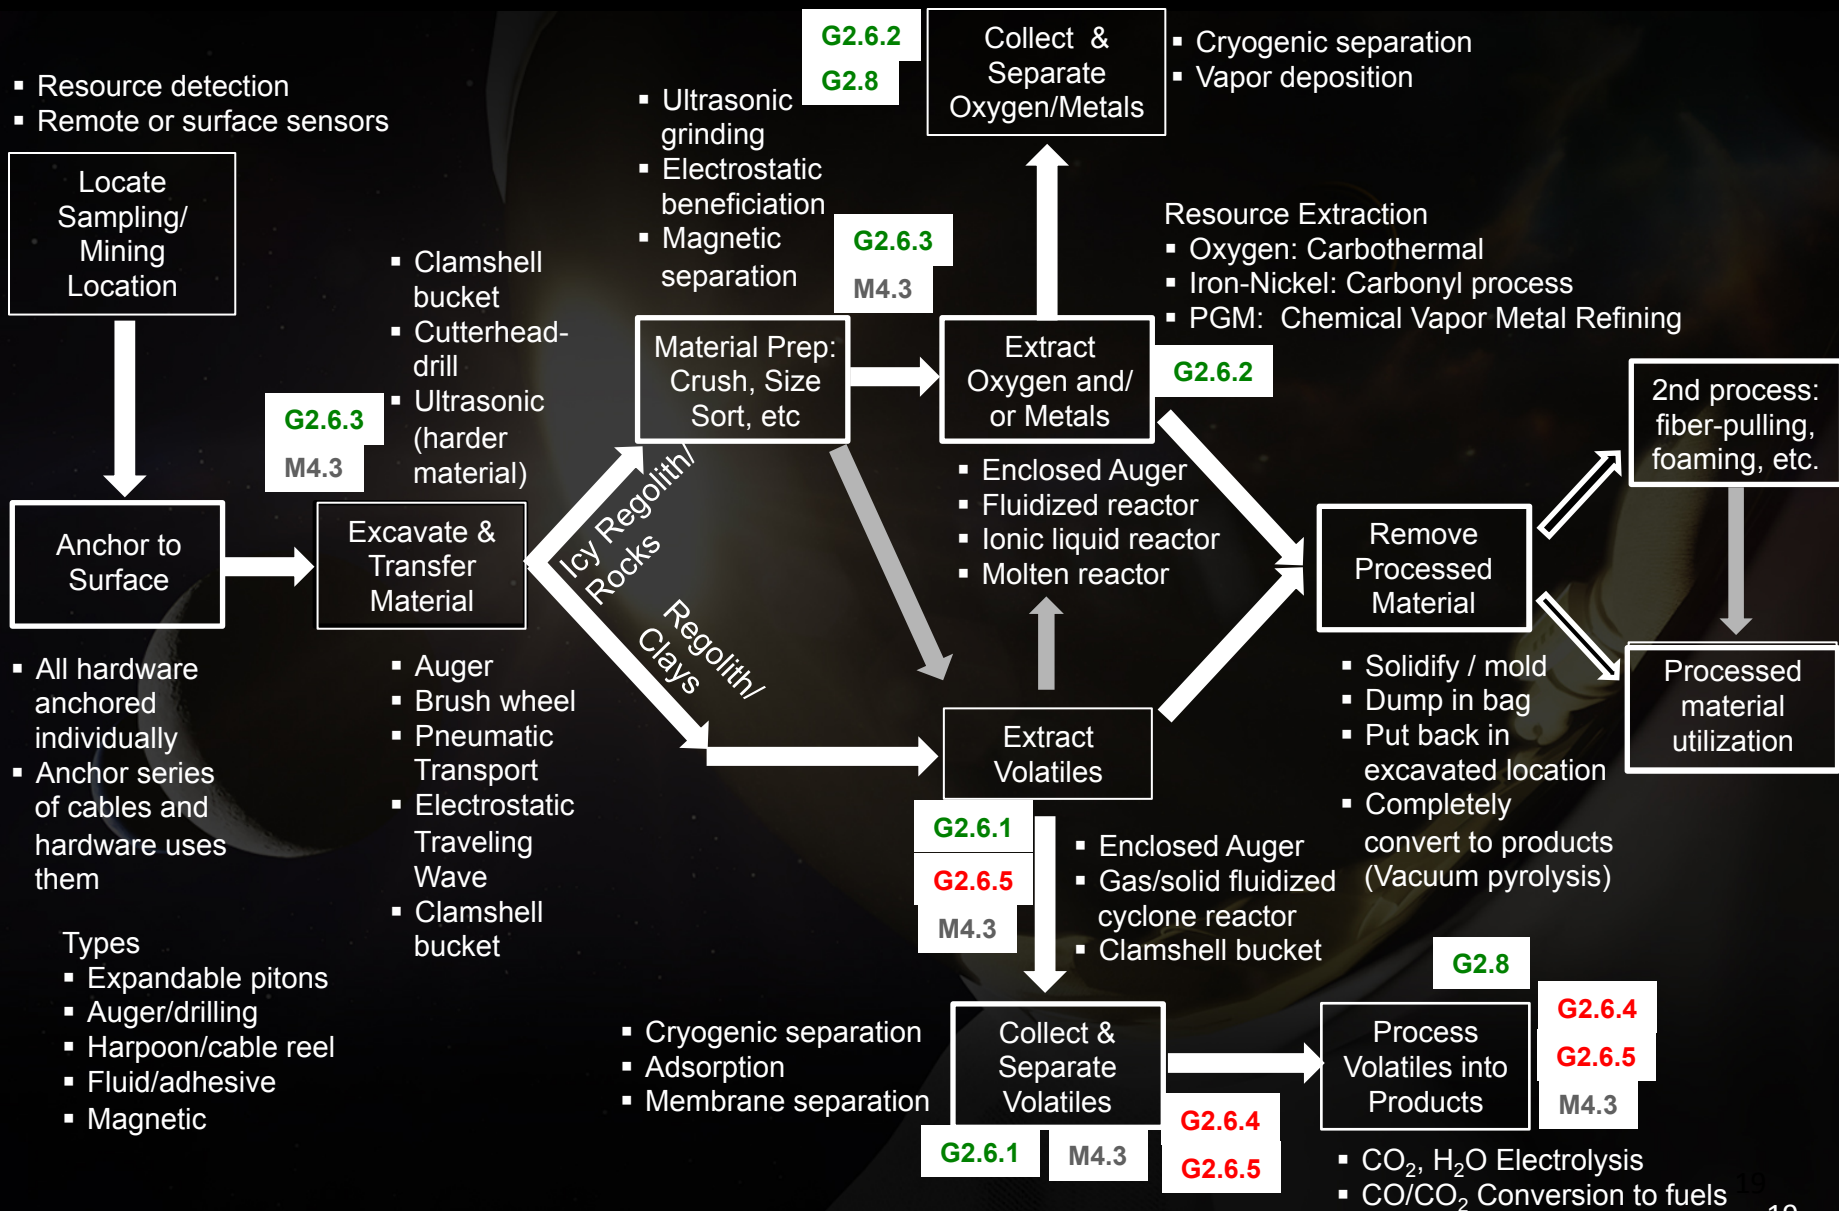 ▪ Resource detection
▪ Remote or surface sensors
Locate
Sampling/
Mining
Location
Anchor to
Surface
▪ All hardware
anchored
individually
▪ Anchor series
of cables and
hardware uses
them
Types
▪ Expandable pitons
▪ Auger/drilling
▪ Harpoon/cable reel
▪ Fluid/adhesive
▪ Magnetic
▪ Clamshell
bucket
▪ Cutterhead-
drill
▪ Ultrasonic
(harder
material)
G2.6.3
M4.3
Excavate &
Transfer
Material
▪ Auger
▪ Brush wheel
▪ Pneumatic
Transport
▪ Electrostatic
Traveling
Wave
▪ Clamshell
bucket
Icy Regolith/
Rocks
Regolith/
Clays
▪ Ultrasonic
grinding
▪ Electrostatic
beneficiation
▪ Magnetic
separation
G2.6.3
M4.3
Material Prep:
Crush, Size
Sort, etc
G2.6.2
G2.8
Collect &
Separate
Oxygen/Metals
▪ Cryogenic separation
▪ Vapor deposition
Resource Extraction
▪ Oxygen: Carbothermal
▪ Iron-Nickel: Carbonyl process
▪ PGM: Chemical Vapor Metal Refining
Extract
Oxygen and/
or Metals
G2.6.2
▪ Enclosed Auger
▪ Fluidized reactor
▪ Ionic liquid reactor
▪ Molten reactor
Extract
Volatiles
G2.6.1
G2.6.5
M4.3
▪ Enclosed Auger
▪ Gas/solid fluidized
cyclone reactor
▪ Clamshell bucket
▪ Cryogenic separation
▪ Adsorption
▪ Membrane separation
Collect &
Separate
Volatiles
G2.6.1
M4.3
G2.6.4
G2.6.5
G2.8
Process
Volatiles into
Products
G2.6.4
G2.6.5
M4.3
▪ CO₂, H₂O Electrolysis
▪ CO/CO₂ Conversion to fuels
Remove
Processed
Material
▪ Solidify / mold
▪ Dump in bag
▪ Put back in
excavated location
▪ Completely
convert to products
(Vacuum pyrolysis)
2nd process:
fiber-pulling,
foaming, etc.
Processed
material
utilization
19
19